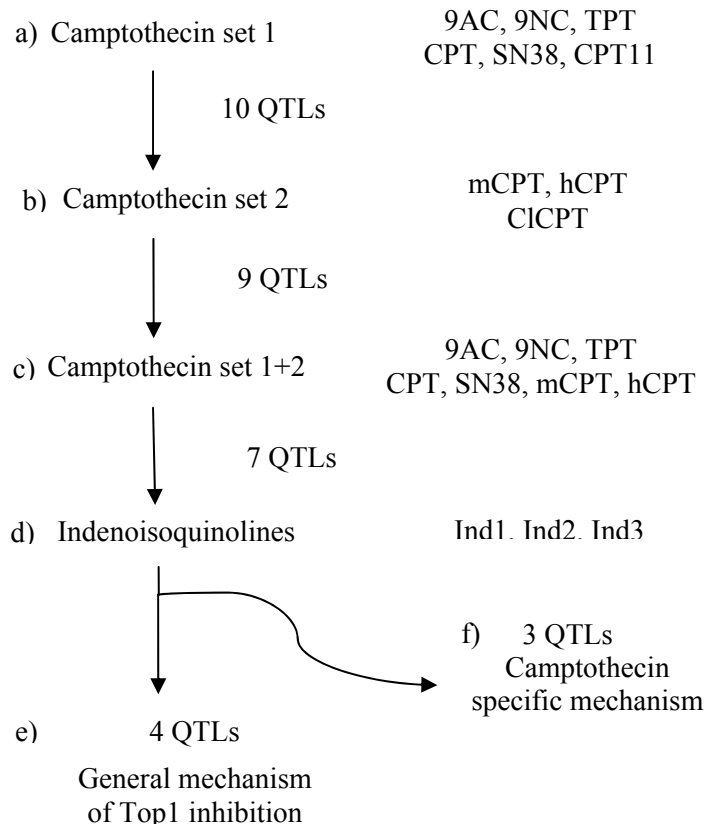 a) Camptothecin set 1
9AC, 9NC, TPT
CPT, SN38, CPT11
10 QTLs
b) Camptothecin set 2
mCPT, hCPT
ClCPT
9 QTLs
c) Camptothecin set 1+2
9AC, 9NC, TPT
CPT, SN38, mCPT, hCPT
7 QTLs
d) Indenoisoquinolines
Ind1, Ind2, Ind3
f) 3 QTLs
Camptothecin
specific mechanism
e) 4 QTLs
General mechanism
of Top1 inhibition